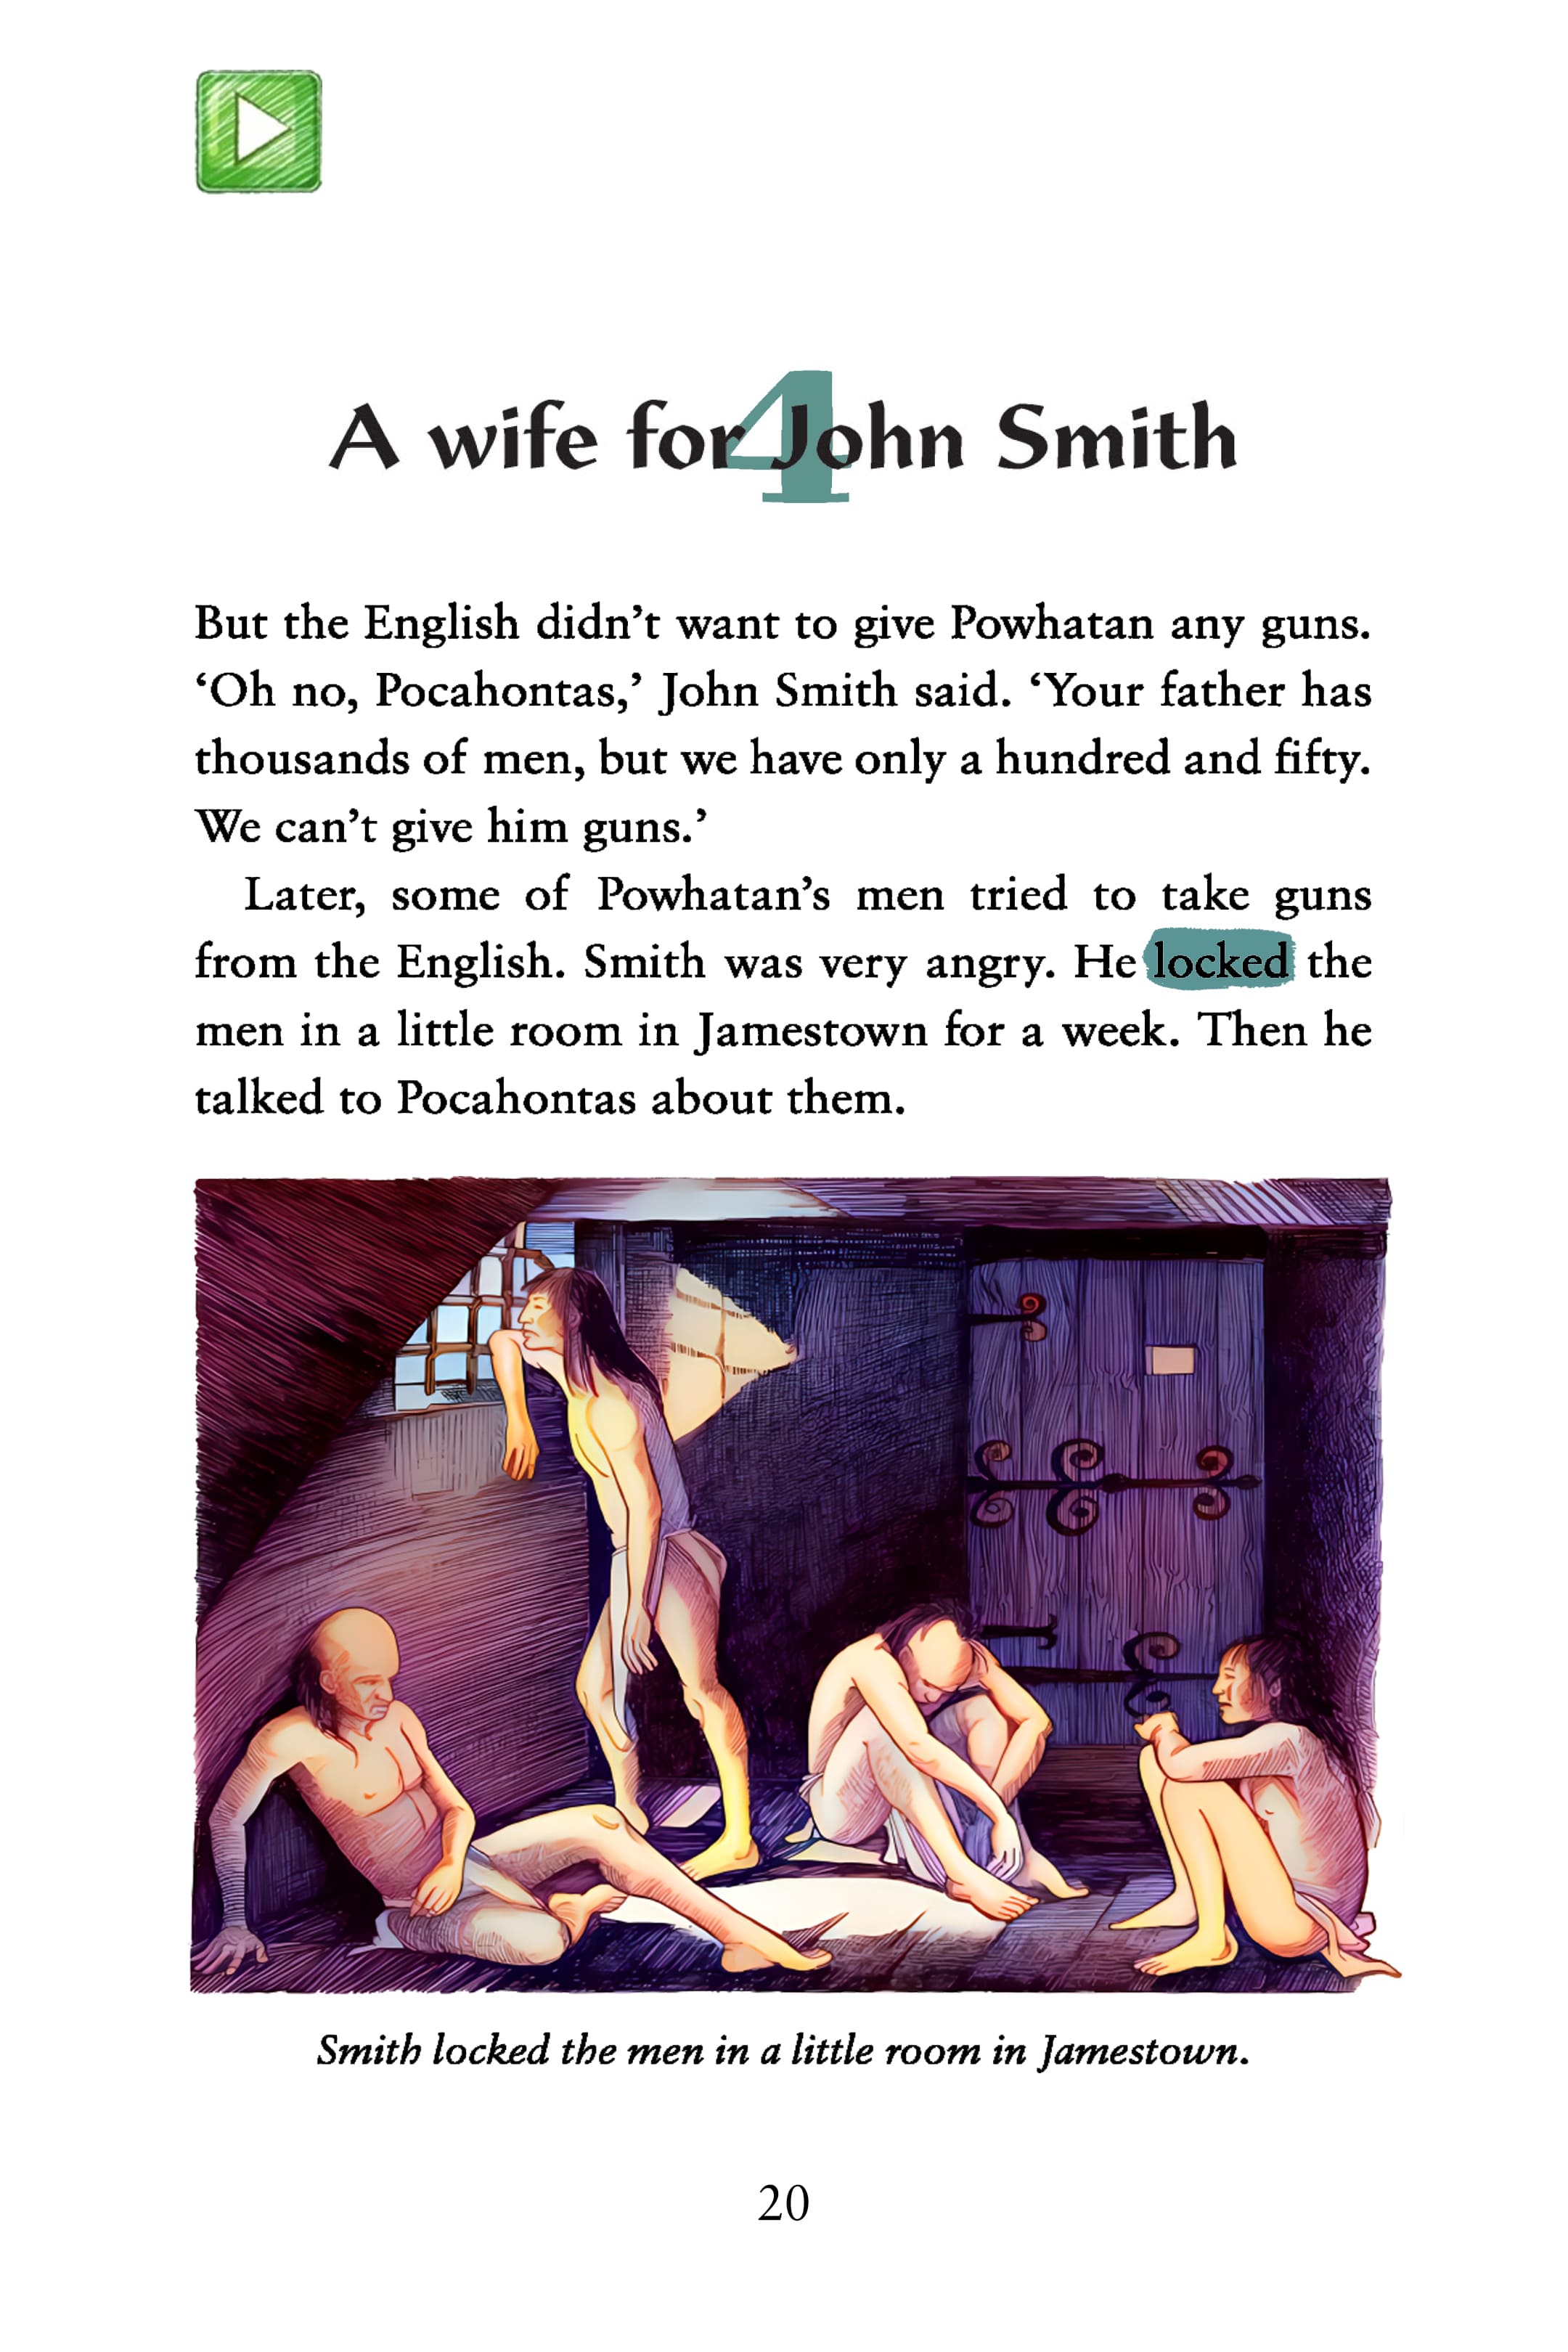 4
A wife for John Smith
But the English didn’t want to give Powhatan any guns.
‘Oh no, Pocahontas,’ John Smith said. ‘Your father has
thousands of men, but we have only a hundred and fifty.
We can’t give him guns.’
Later, some of Powhatan’s men tried to take guns
from the English. Smith was very angry. He locked the
men in a little room in Jamestown for a week. Then he
talked to Pocahontas about them.
Smith locked the men in a little room in Jamestown.
20